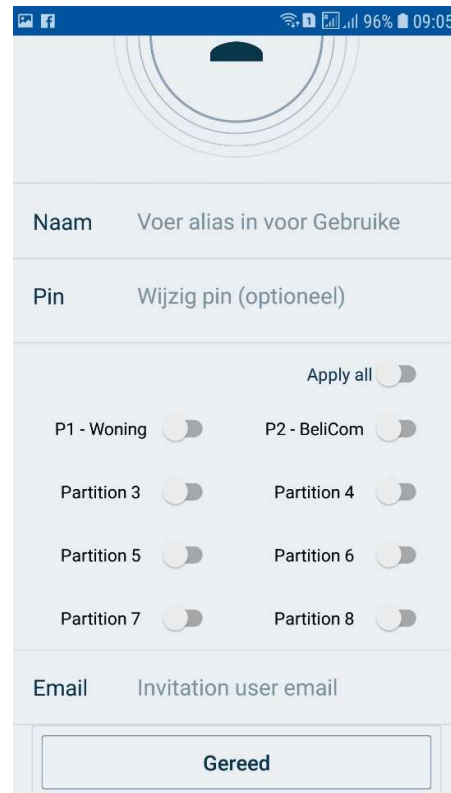 1 96% 09:05
Naam Voer alias in voor Gebruike
Pin Wijzig pin (optioneel)
Apply all
P1 - Woning P2 - BeliCom
Partition 3 Partition 4
Partition 5 Partition 6
Partition 7 Partition 8
Email Invitation user email
Gereed